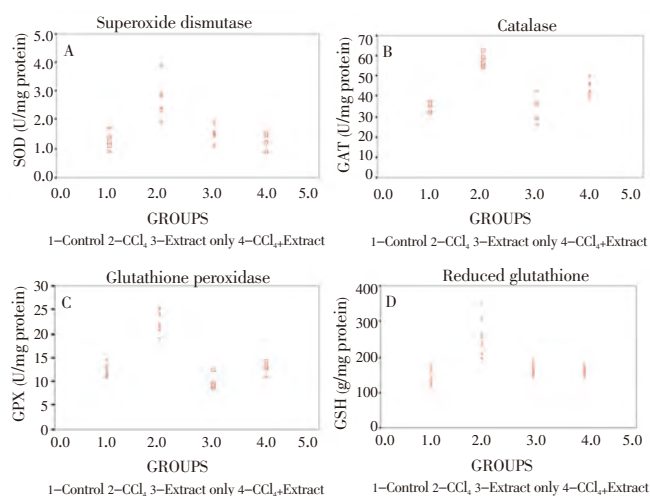 Superoxide dismutase
A
SOD (U/mg protein)
5.0
4.0
3.0
2.0
1.0
0.0
0.0 1.0 2.0 3.0 4.0 5.0
GROUPS
1–Control 2–CCl₄ 3–Extract only 4–CCl₄+Extract
Catalase
B
GAT (U/mg protein)
70
60
50
40
30
20
10
0
0.0 1.0 2.0 3.0 4.0 5.0
GROUPS
1–Control 2–CCl₄ 3–Extract only 4–CCl₄+Extract
Glutathione peroxidase
C
GPX (U/mg protein)
30
25
20
15
10
5
0
0.0 1.0 2.0 3.0 4.0 5.0
GROUPS
1–Control 2–CCl₄ 3–Extract only 4–CCl₄+Extract
Reduced glutathione
D
GSH (g/mg protein)
400
300
200
100
0
0.0 1.0 2.0 3.0 4.0 5.0
GROUPS
1–Control 2–CCl₄ 3–Extract only 4–CCl₄+Extract